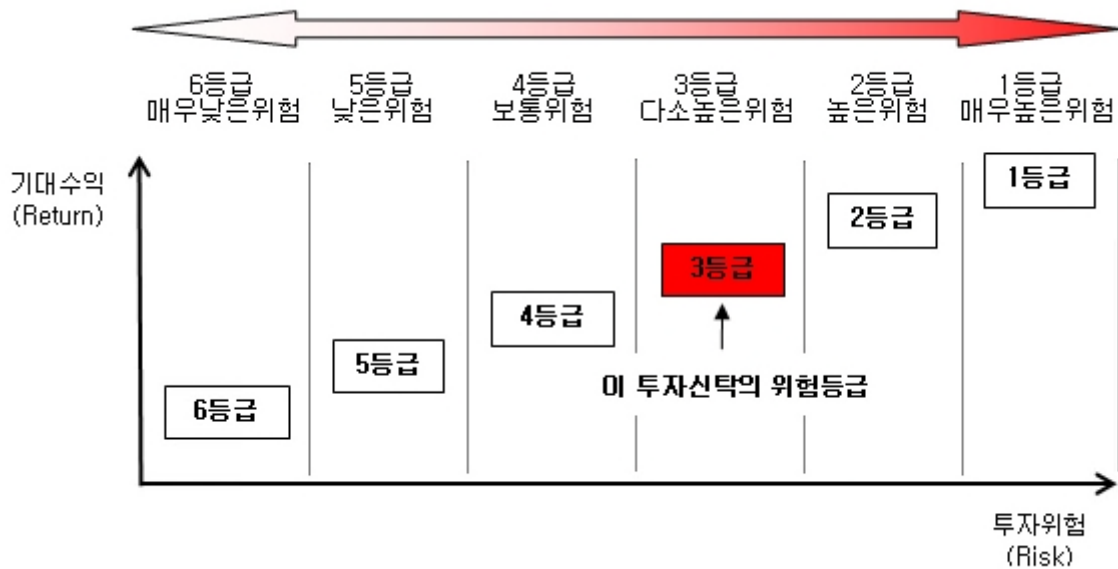 6등급 5등급 4등급 3등급 2등급 1등급
매우낮은위험 낮은위험 보통위험 다소높은위험 높은위험 매우높은위험
기대수익
(Return)
1등급
2등급
3등급
4등급
5등급
이 투자신탁의 위험등급
6등급
투자위험
(Risk)